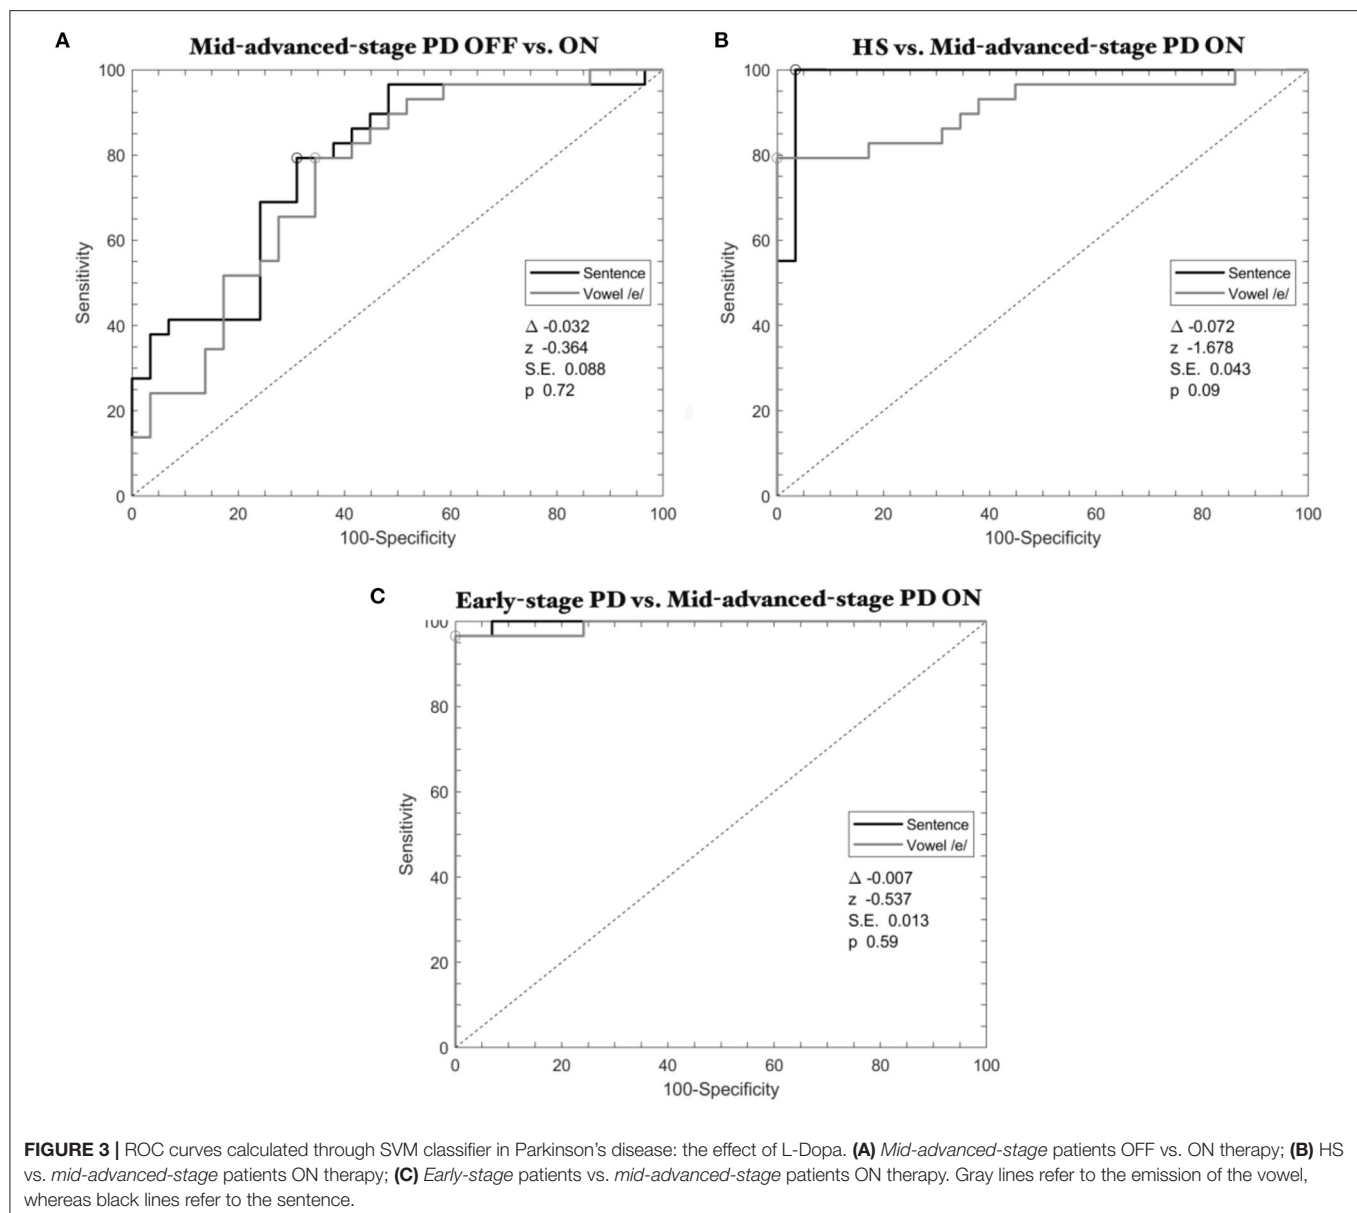 A
Mid-advanced-stage PD OFF vs. ON
100
80
60
40
20
0
Sensitivity
Sentence
Vowel /e/
Δ -0.032
z -0.364
S.E. 0.088
p 0.72
0 20 40 60 80 100
100-Specificity
B
HS vs. Mid-advanced-stage PD ON
100
80
60
40
20
0
Sensitivity
Sentence
Vowel /e/
Δ -0.072
z -1.678
S.E. 0.043
p 0.09
0 20 40 60 80 100
100-Specificity
C
Early-stage PD vs. Mid-advanced-stage PD ON
100
80
60
40
20
0
Sensitivity
Sentence
Vowel /e/
Δ -0.007
z -0.537
S.E. 0.013
p 0.59
0 20 40 60 80 100
100-Specificity
FIGURE 3 | ROC curves calculated through SVM classifier in Parkinson's disease: the effect of L-Dopa. (A) Mid-advanced-stage patients OFF vs. ON therapy; (B) HS
vs. mid-advanced-stage patients ON therapy; (C) Early-stage patients vs. mid-advanced-stage patients ON therapy. Gray lines refer to the emission of the vowel,
whereas black lines refer to the sentence.